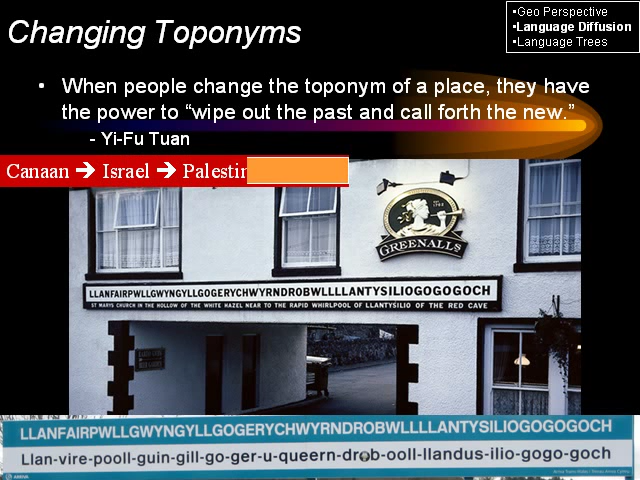 Changing Toponyms
•Geo Perspective
•Language Diffusion
•Language Trees
• When people change the toponym of a place, they have
the power to “wipe out the past and call forth the new.”
- Yi-Fu Tuan
Canaan ➔ Israel ➔ Palestin
GREENALLS
LLANFAIRPWLLGWYNGYLLGOGERYCHWYRNDROBWLLLLANTYSILIOGOGOGOCH
ST MARYS CHURCH IN THE HOLLOW OF THE WHITE HAZEL NEAR TO THE RAPID WHIRLPOOL OF LLANTYSILIO OF THE RED CAVE
LLANFAIRPWLLGWYNGYLLGOGERYCHWYRNDROBWLLLLANTYSILIOGOGOGOCH
Llan-vire-pooll-guin-gill-go-ger-u-queern-drob-ooll-llandus-ilio-gogo-goch